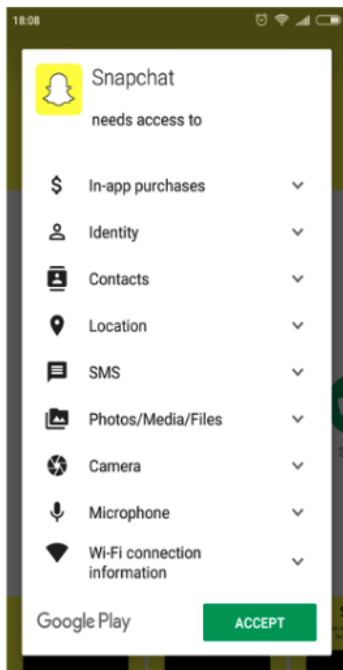 18:08
Snapchat
needs access to
$ In-app purchases
Identity
Contacts
Location
SMS
Photos/Media/Files
Camera
Microphone
Wi-Fi connection
information
Google Play
ACCEPT